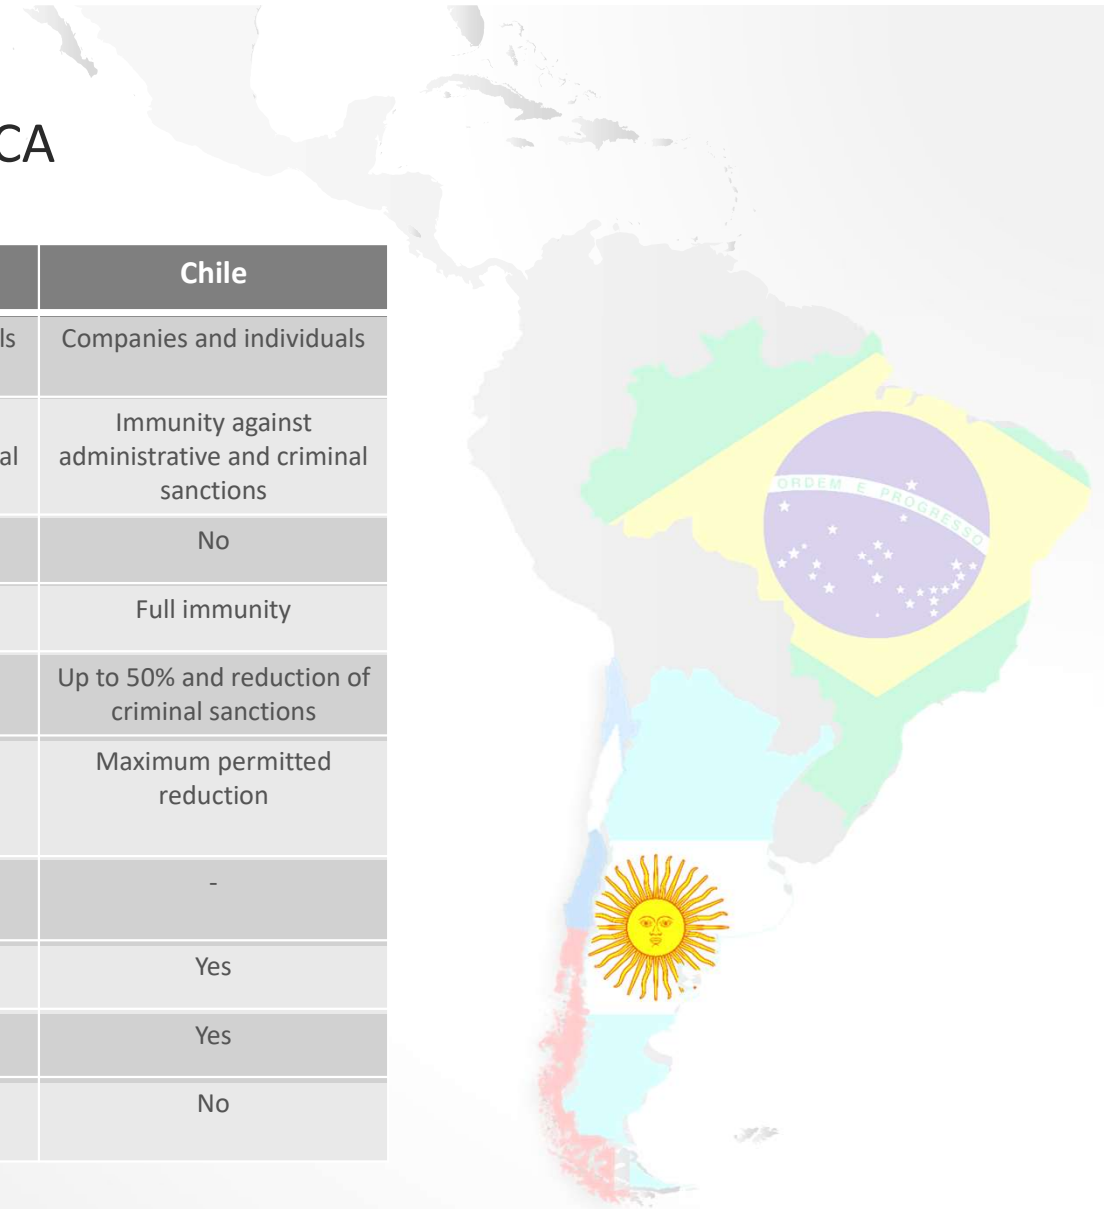 CA
Chile
ls
Companies and individuals
al
Immunity against
administrative and criminal
sanctions
No
Full immunity
Up to 50% and reduction of
criminal sanctions
Maximum permitted
reduction
-
Yes
Yes
No
ORDEM E PROGRESSO